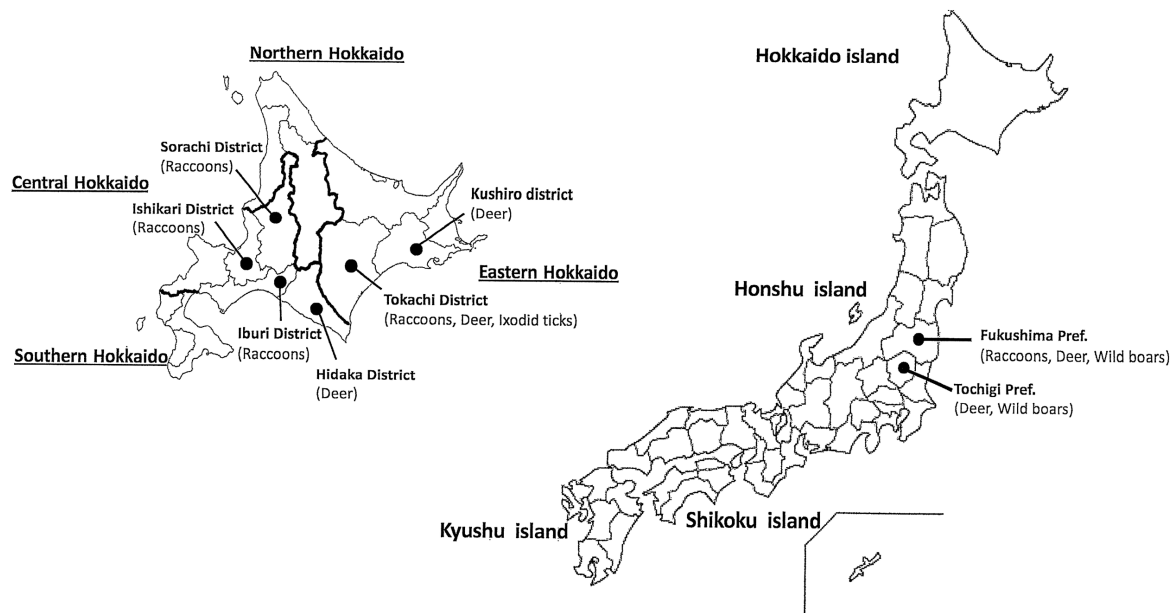 Northern Hokkaido
Sorachi District
(Raccoons)
Central Hokkaido
Ishikari District
(Raccoons)
Kushiro district
(Deer)
Eastern Hokkaido
Tokachi District
(Raccoons, Deer, Ixodid ticks)
Iburi District
(Raccoons)
Southern Hokkaido
Hidaka District
(Deer)
Hokkaido island
Honshu island
Fukushima Pref.
(Raccoons, Deer, Wild boars)
Tochigi Pref.
(Deer, Wild boars)
Shikoku island
Kyushu island